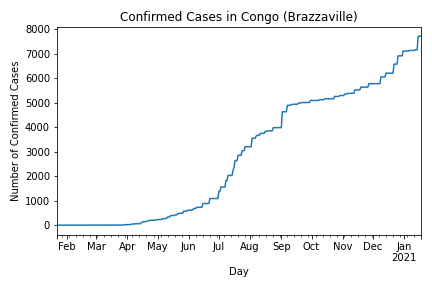 Confirmed Cases in Congo (Brazzaville)
8000
7000
6000
5000
4000
3000
2000
1000
0
Number of Confirmed Cases
Feb Mar Apr May Jun Jul Aug Sep Oct Nov Dec Jan
2021
Day